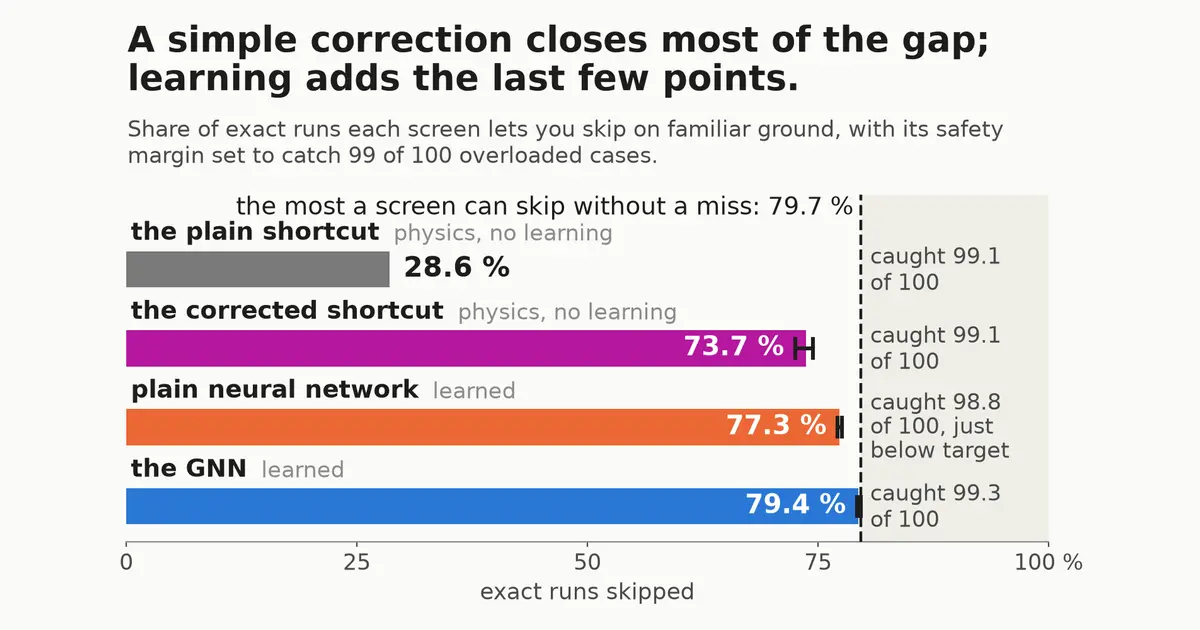 A simple correction closes most of the gap;
learning adds the last few points.
Share of exact runs each screen lets you skip on familiar ground, with its safety
margin set to catch 99 of 100 overloaded cases.
the most a screen can skip without a miss: 79.7 %
the plain shortcut physics, no learning
28.6 %
caught 99.1
of 100
the corrected shortcut physics, no learning
73.7 %
caught 99.1
of 100
plain neural network learned
77.3 %
caught 98.8
of 100, just
below target
the GNN learned
79.4 %
caught 99.3
of 100
0 25 50 75 100 %
exact runs skipped